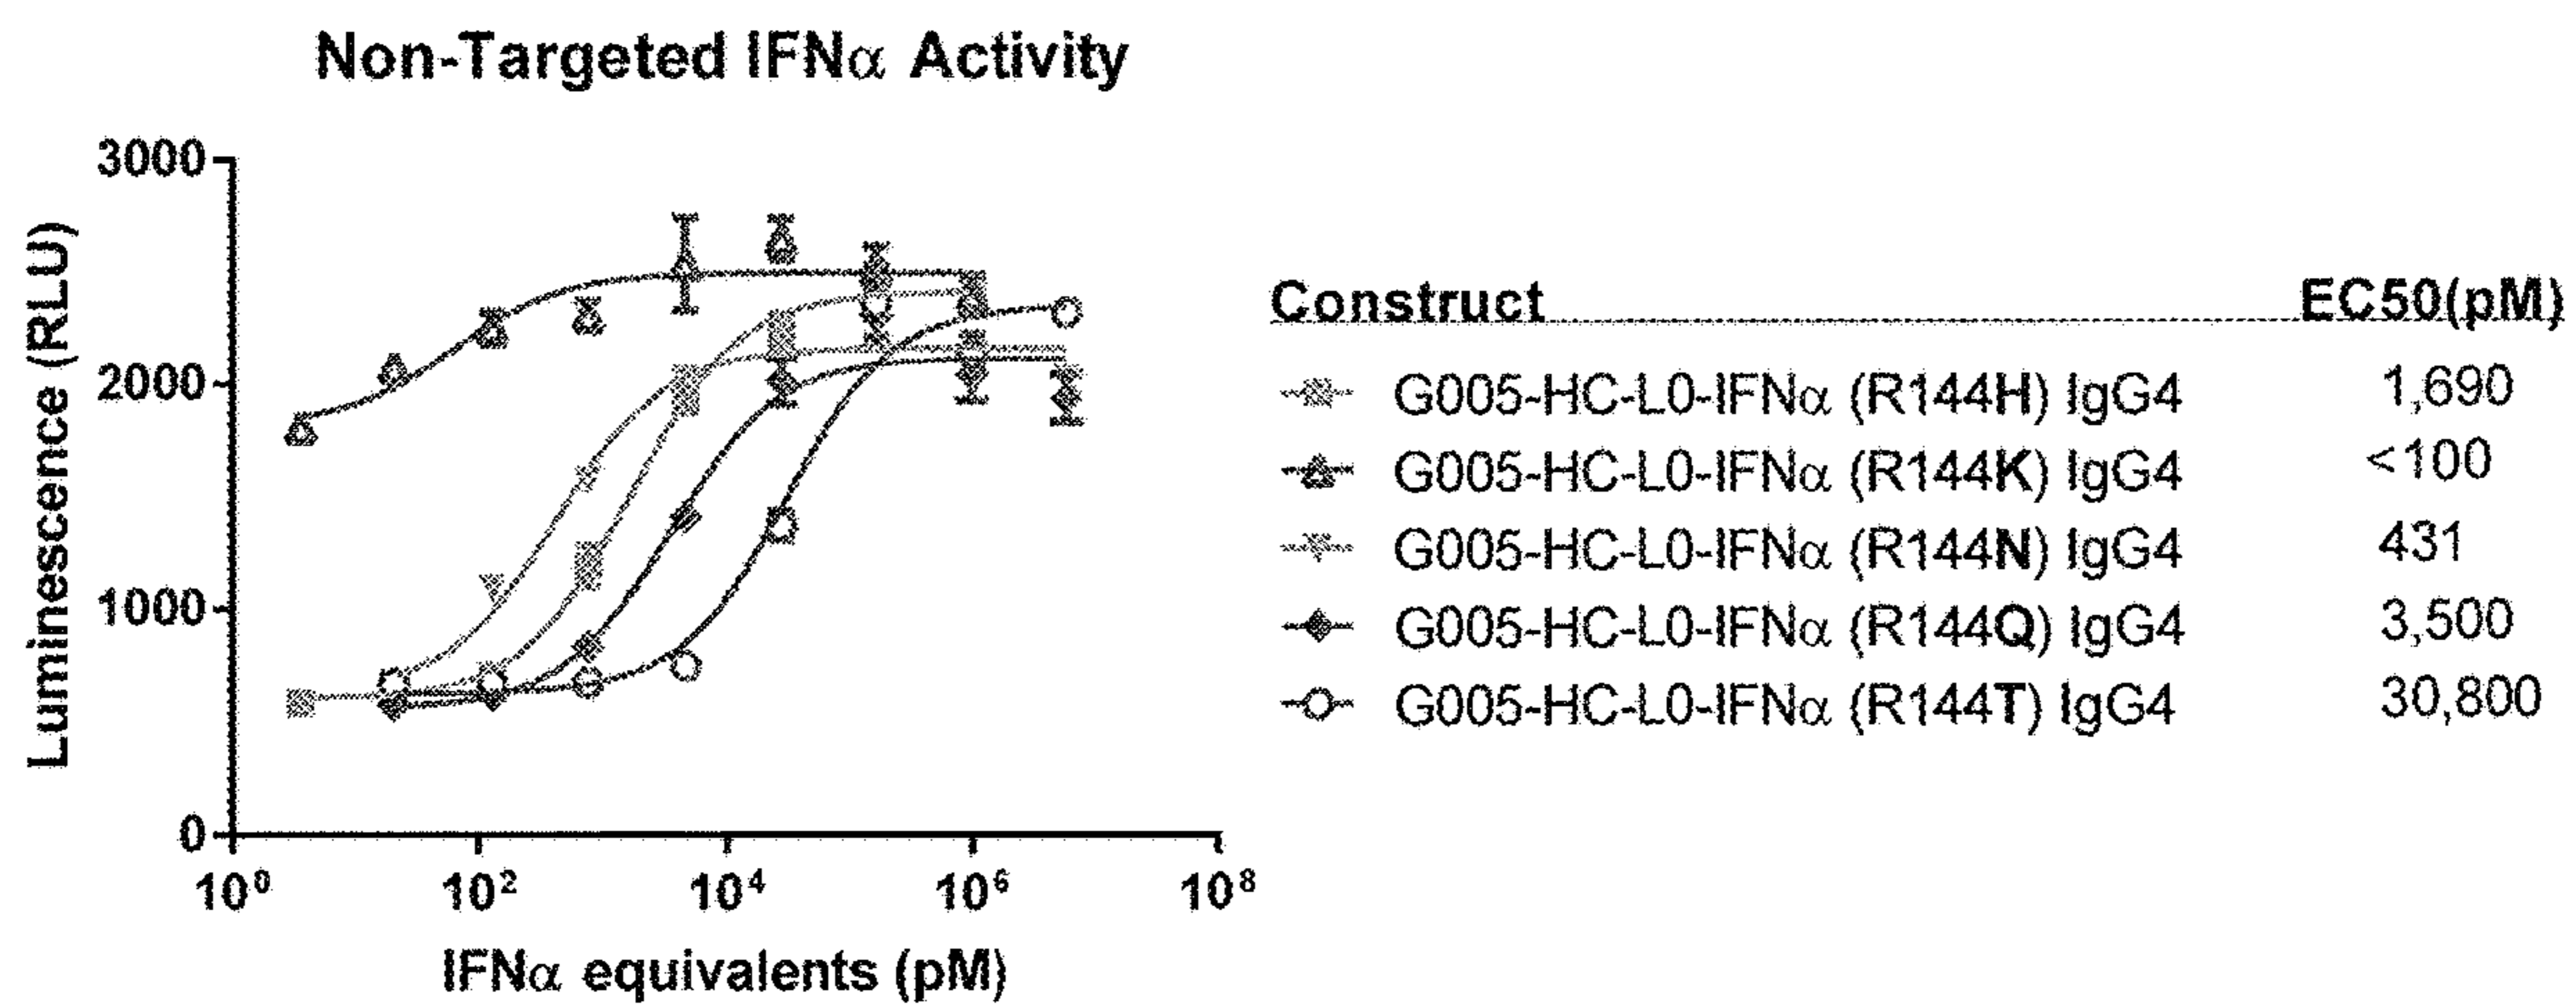 Non-Targeted IFNα Activity
Luminescence (RLU)
3000
2000
1000
0
10⁰ 10² 10⁴ 10⁶ 10⁸
IFNα equivalents (pM)
Construct EC50(pM)
G005-HC-L0-IFNα (R144H) IgG4 1,690
G005-HC-L0-IFNα (R144K) IgG4 <100
G005-HC-L0-IFNα (R144N) IgG4 431
G005-HC-L0-IFNα (R144Q) IgG4 3,500
G005-HC-L0-IFNα (R144T) IgG4 30,800